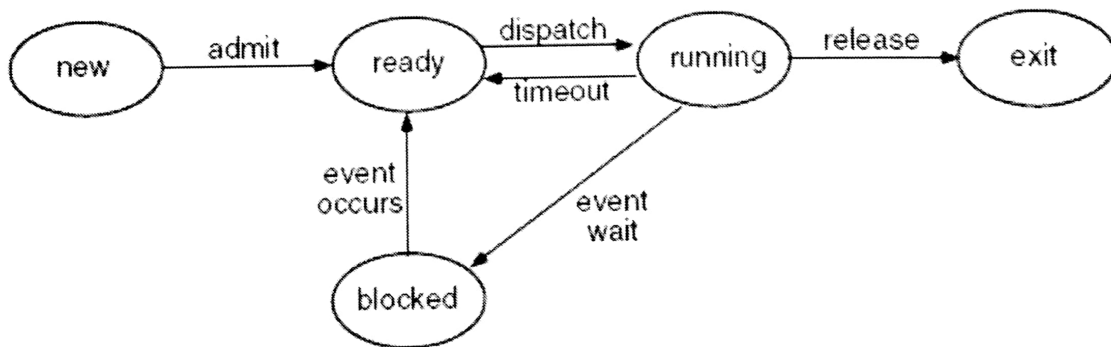 new
admit
ready
dispatch
timeout
running
release
exit
event
occurs
event
wait
blocked